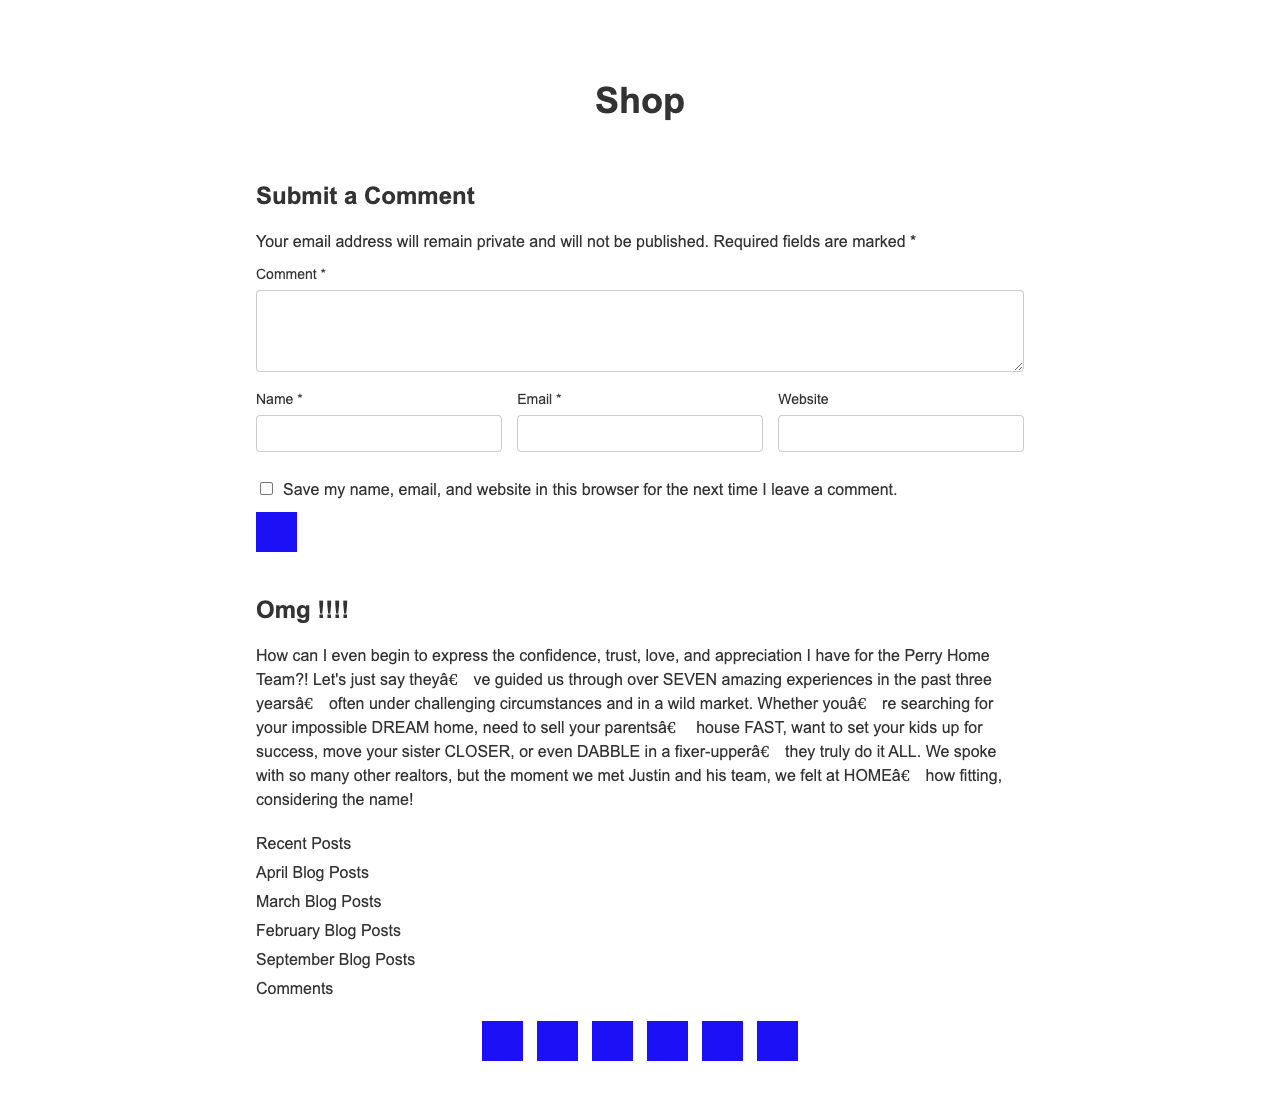 Shop
Submit a Comment
Your email address will remain private and will not be published. Required fields are marked *
Comment *
Name * Email * Website
Save my name, email, and website in this browser for the next time I leave a comment.
Omg !!!!
How can I even begin to express the confidence, trust, love, and appreciation I have for the Perry Home
Team?! Let's just say theyâ€ ve guided us through over SEVEN amazing experiences in the past three
yearsâ€ often under challenging circumstances and in a wild market. Whether youâ€ re searching for
your impossible DREAM home, need to sell your parentsâ€ house FAST, want to set your kids up for
success, move your sister CLOSER, or even DABBLE in a fixer-upperâ€ they truly do it ALL. We spoke
with so many other realtors, but the moment we met Justin and his team, we felt at HOMEâ€ how fitting,
considering the name!
Recent Posts
April Blog Posts
March Blog Posts
February Blog Posts
September Blog Posts
Comments